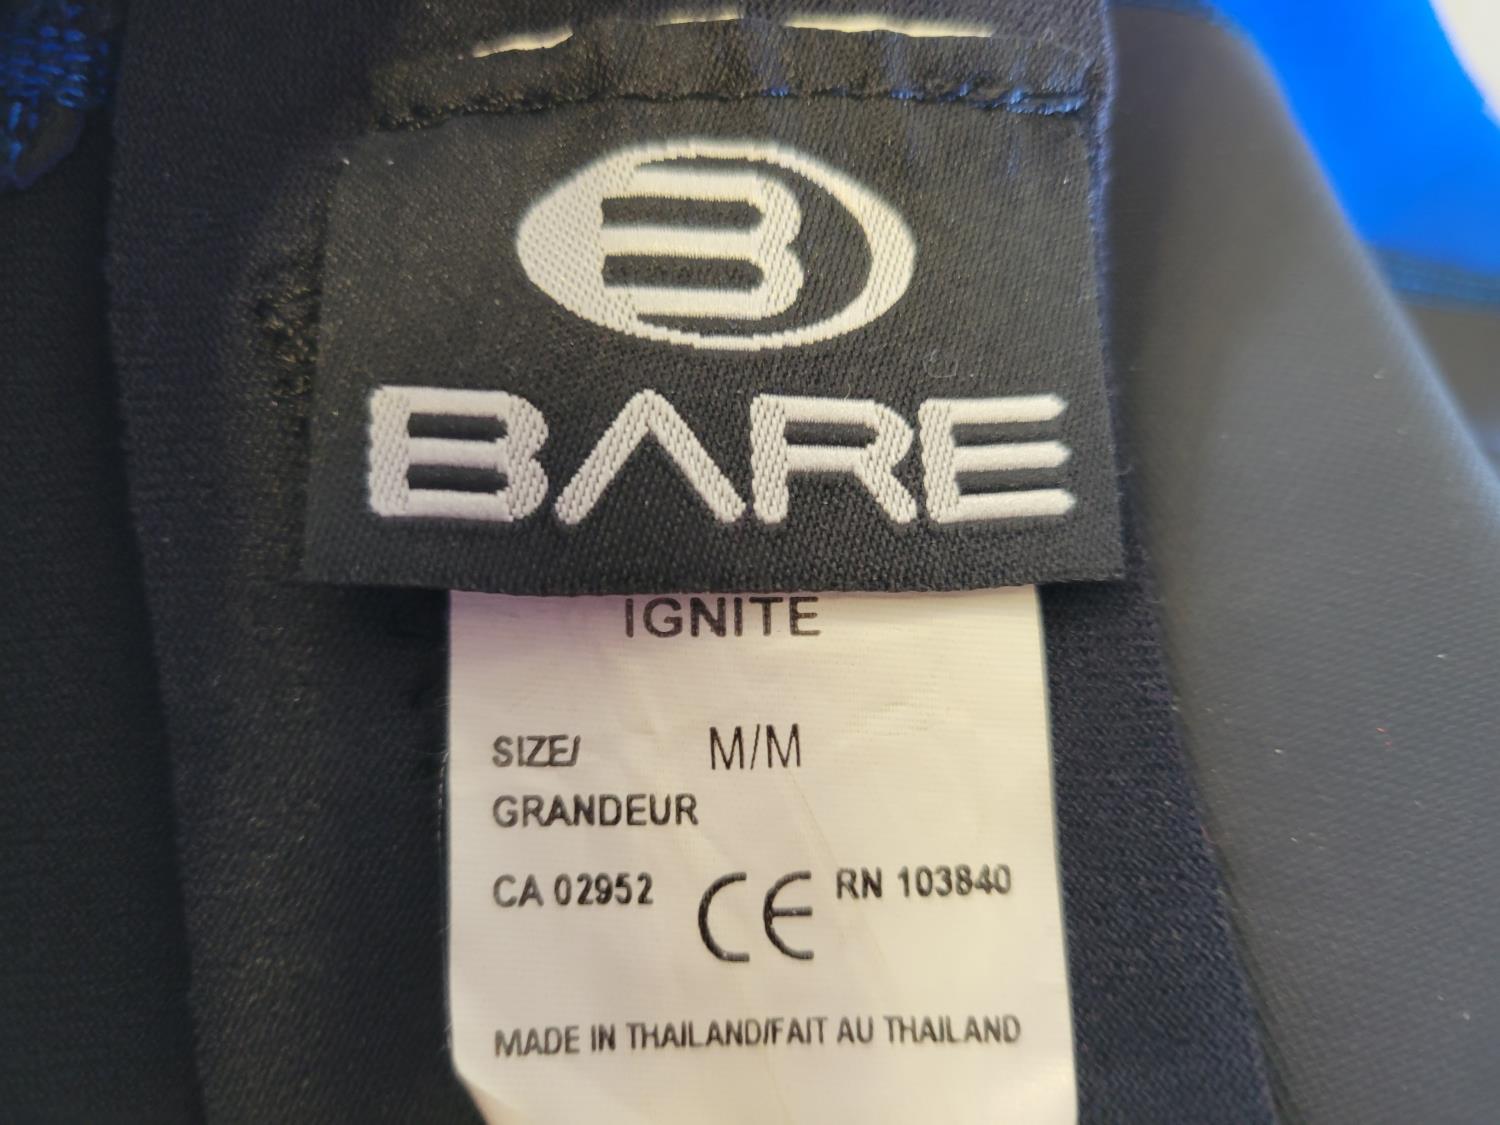 B
BARE
IGNITE
SIZE/ M/M
GRANDEUR
CA 02952 CE RN 103840
MADE IN THAILAND/FAIT AU THAILAND